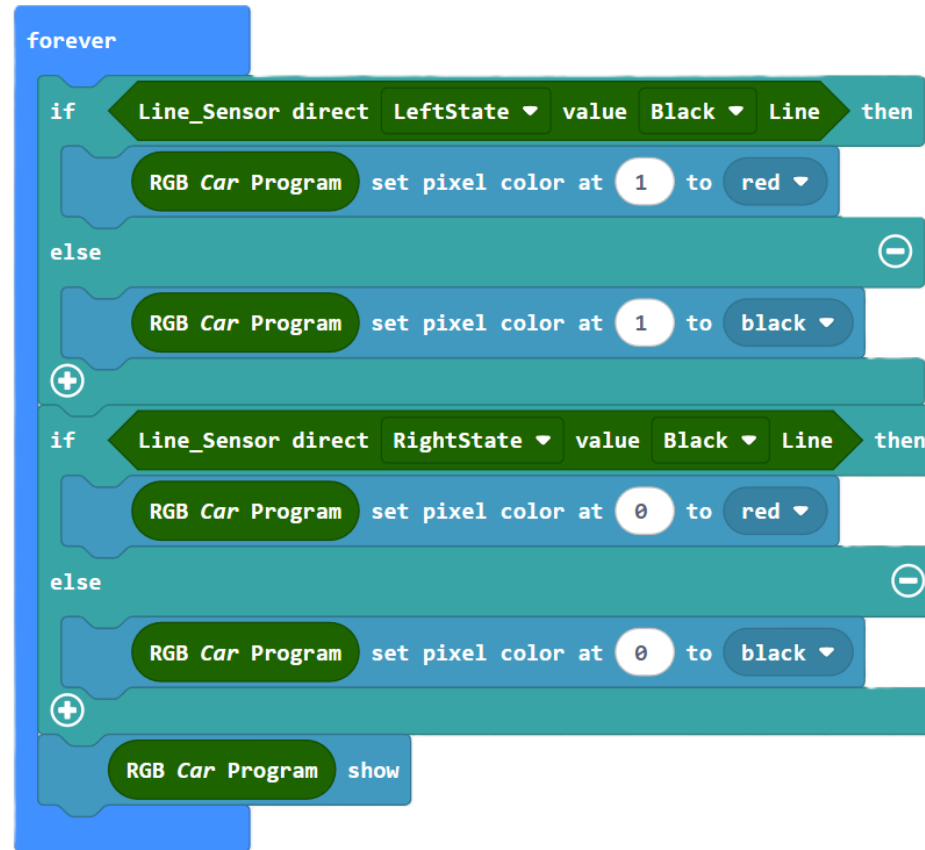 forever
if Line_Sensor direct LeftState value Black Line then
RGB Car Program set pixel color at 1 to red
else
RGB Car Program set pixel color at 1 to black
if Line_Sensor direct RightState value Black Line then
RGB Car Program set pixel color at 0 to red
else
RGB Car Program set pixel color at 0 to black
RGB Car Program show